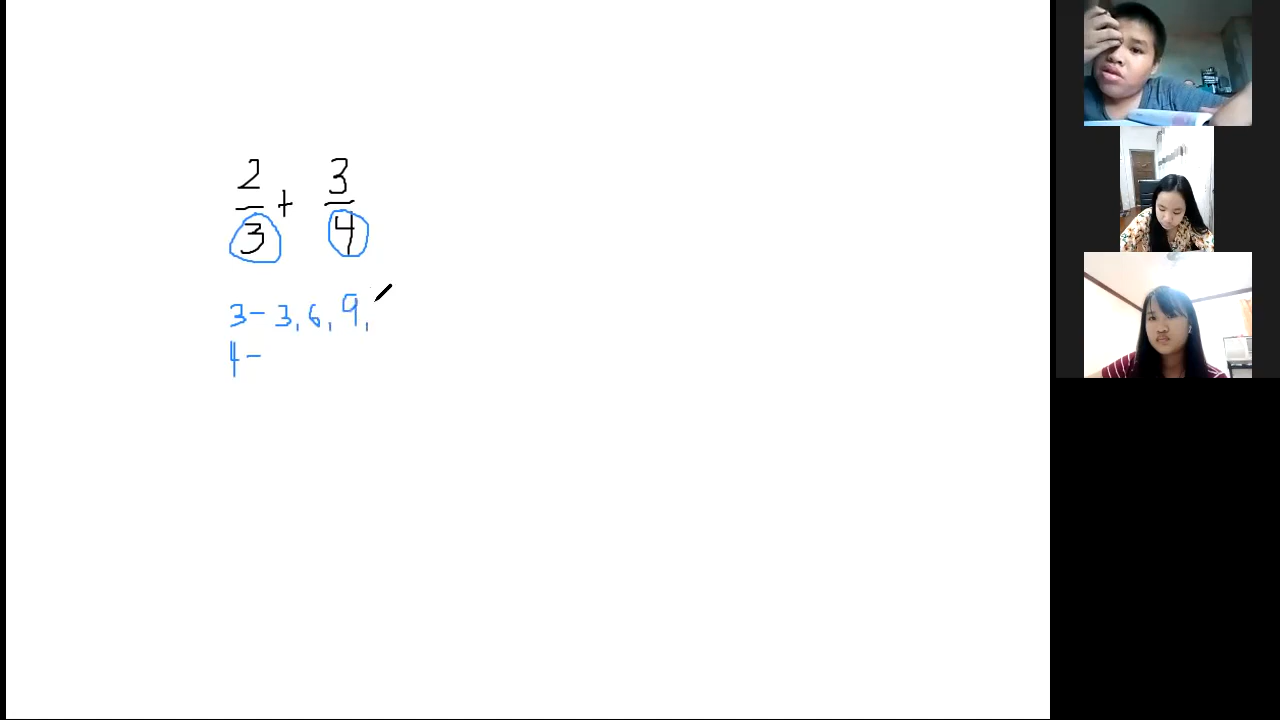 2/3 + 3/4
3 - 3, 6, 9,
4 -